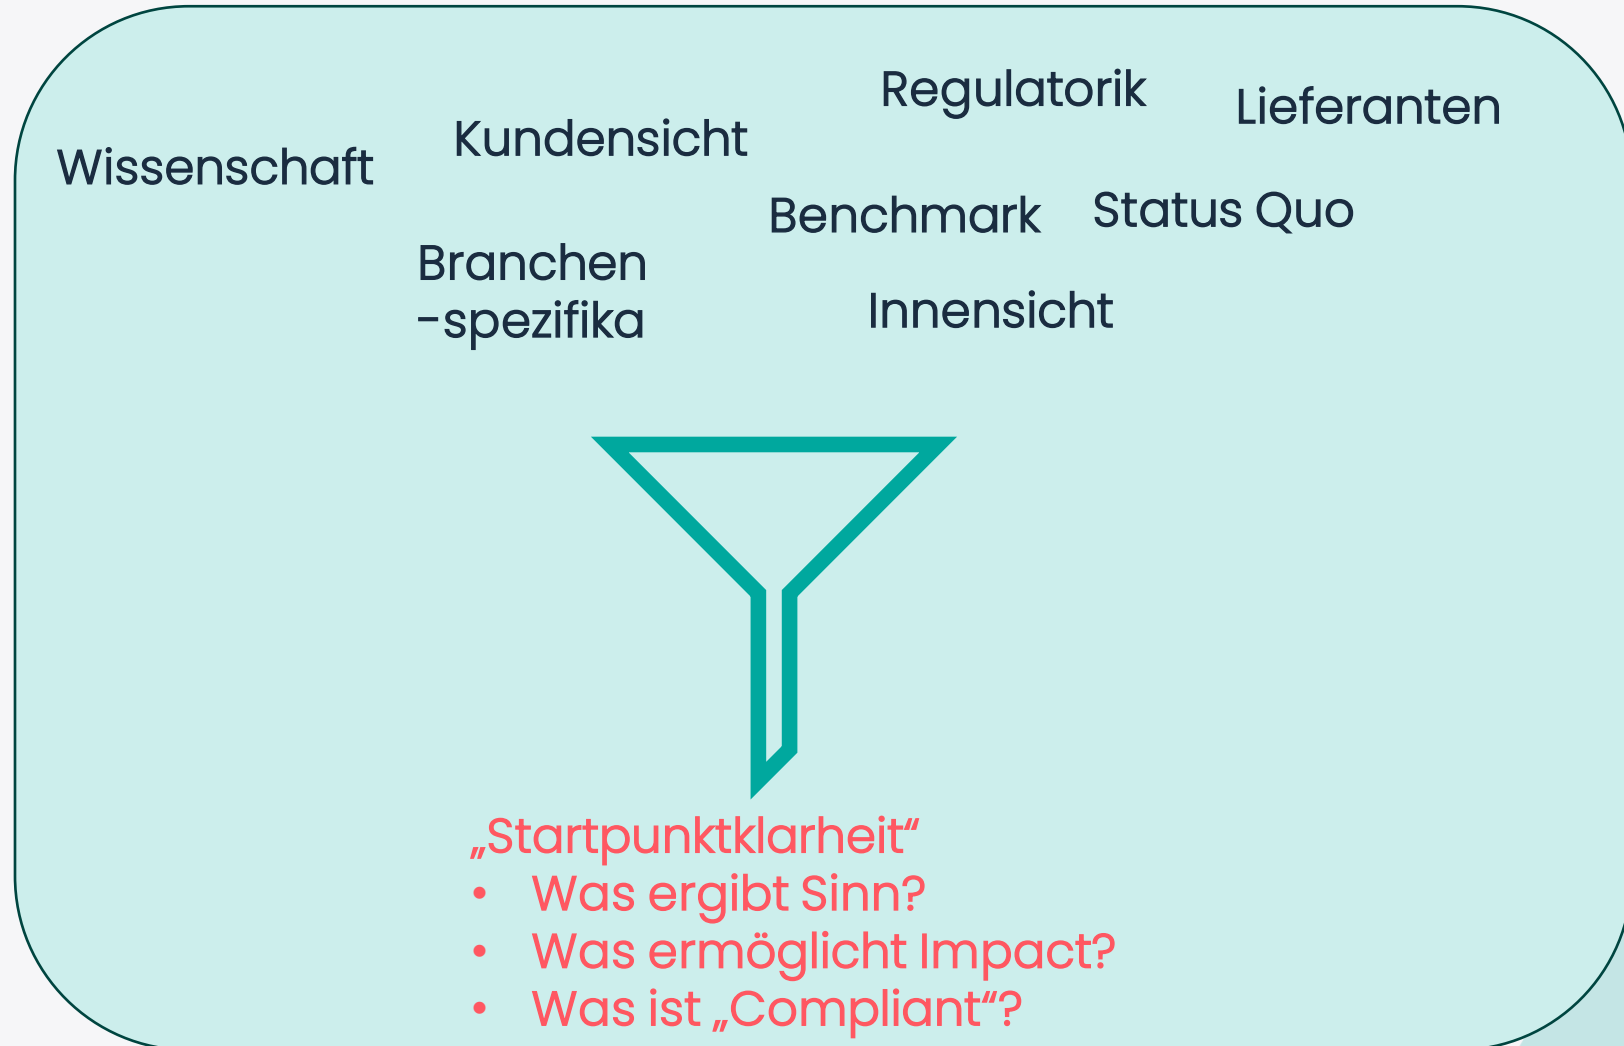 Regulatorik
Lieferanten
Kundensicht
Wissenschaft
Benchmark
Status Quo
Branchen
-spezifika
Innensicht
„Startpunktklarheit“
• Was ergibt Sinn?
• Was ermöglicht Impact?
• Was ist „Compliant“?